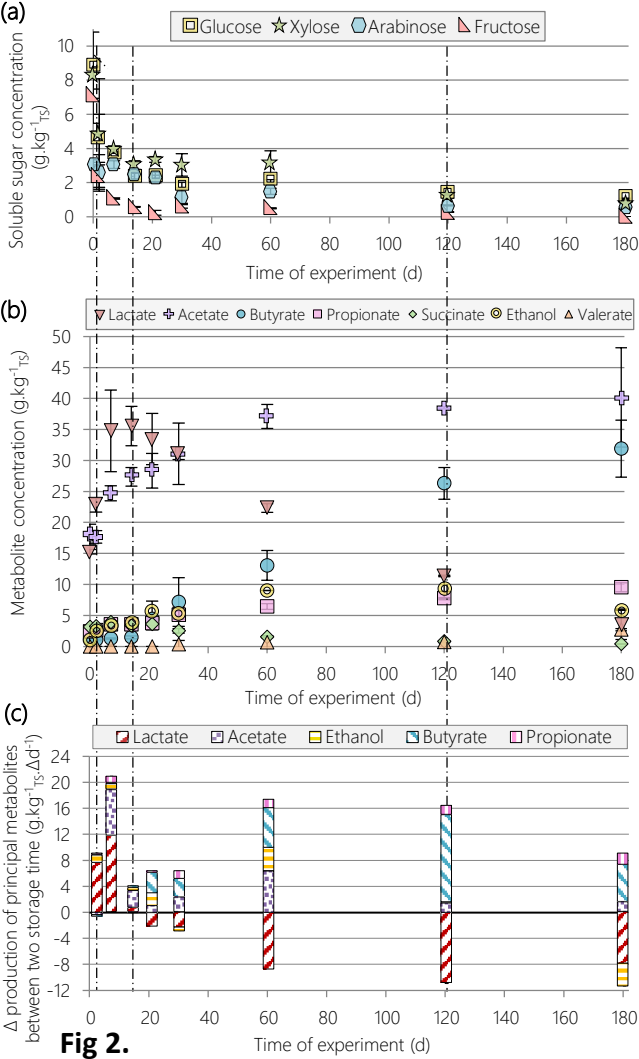 (a)
Glucose Xylose Arabinose Fructose
Soluble sugar concentration
(g.kg⁻¹TS)
10
8
6
4
2
0
0 20 40 60 80 100 120 140 160 180
Time of experiment (d)
(b)
Lactate Acetate Butyrate Propionate Succinate Ethanol Valerate
Metabolite concentration (g.kg⁻¹TS)
50
45
40
35
30
25
20
15
10
5
0
0 20 40 60 80 100 120 140 160 180
Time of experiment (d)
(c)
Lactate Acetate Ethanol Butyrate Propionate
Δ production of principal metabolites
between two storage time (g.kg⁻¹TS.Δd⁻¹)
24
20
16
12
8
4
0
-4
-8
-12
0 20 40 60 80 100 120 140 160 180
Time of experiment (d)
Fig 2.